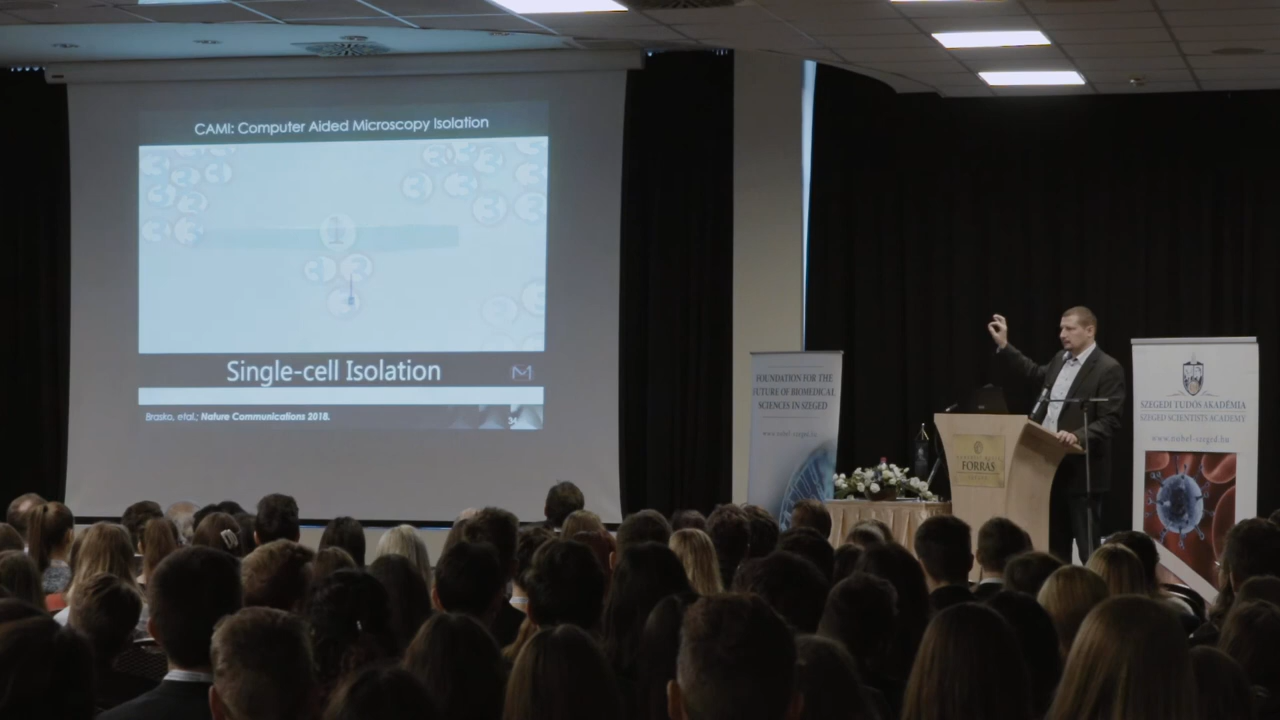 CAMI: Computer Aided Microscopy Isolation
Single-cell Isolation
Brasko, etal.; Nature Communications 2018.
FOUNDATION FOR THE
FUTURE OF BIOMEDICAL
SCIENCES IN SZEGED
FORRÁS
SZEGEDI TUDÓS AKADÉMIA
SZEGED SCIENTISTS ACADEMY